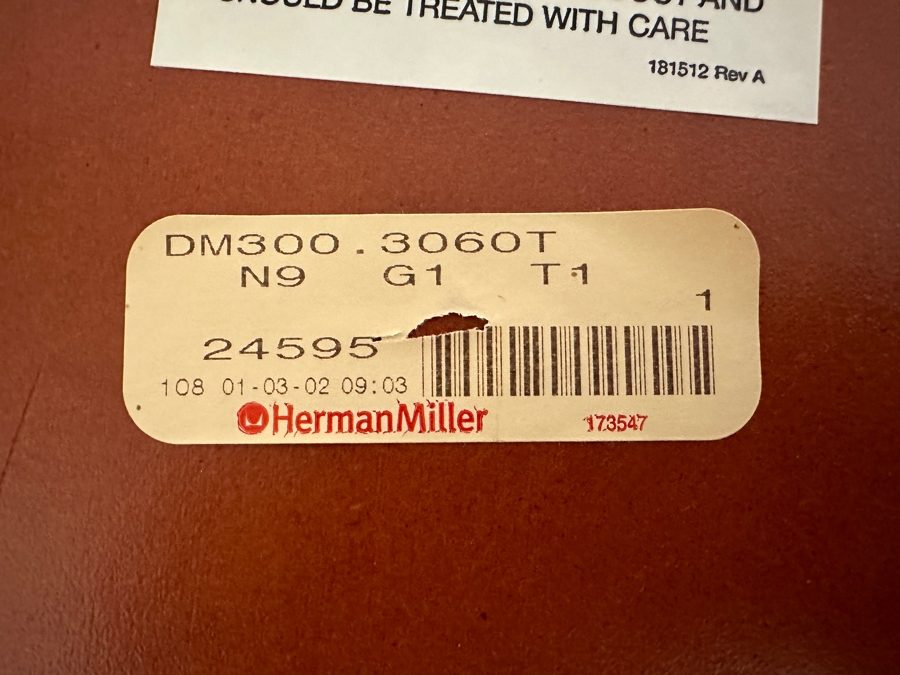 AND
SHOULD BE TREATED WITH CARE
181512 Rev A
DM300.3060T
N9 G1 T1
1
24595
108 01-03-02 09:03
HermanMiller
173547